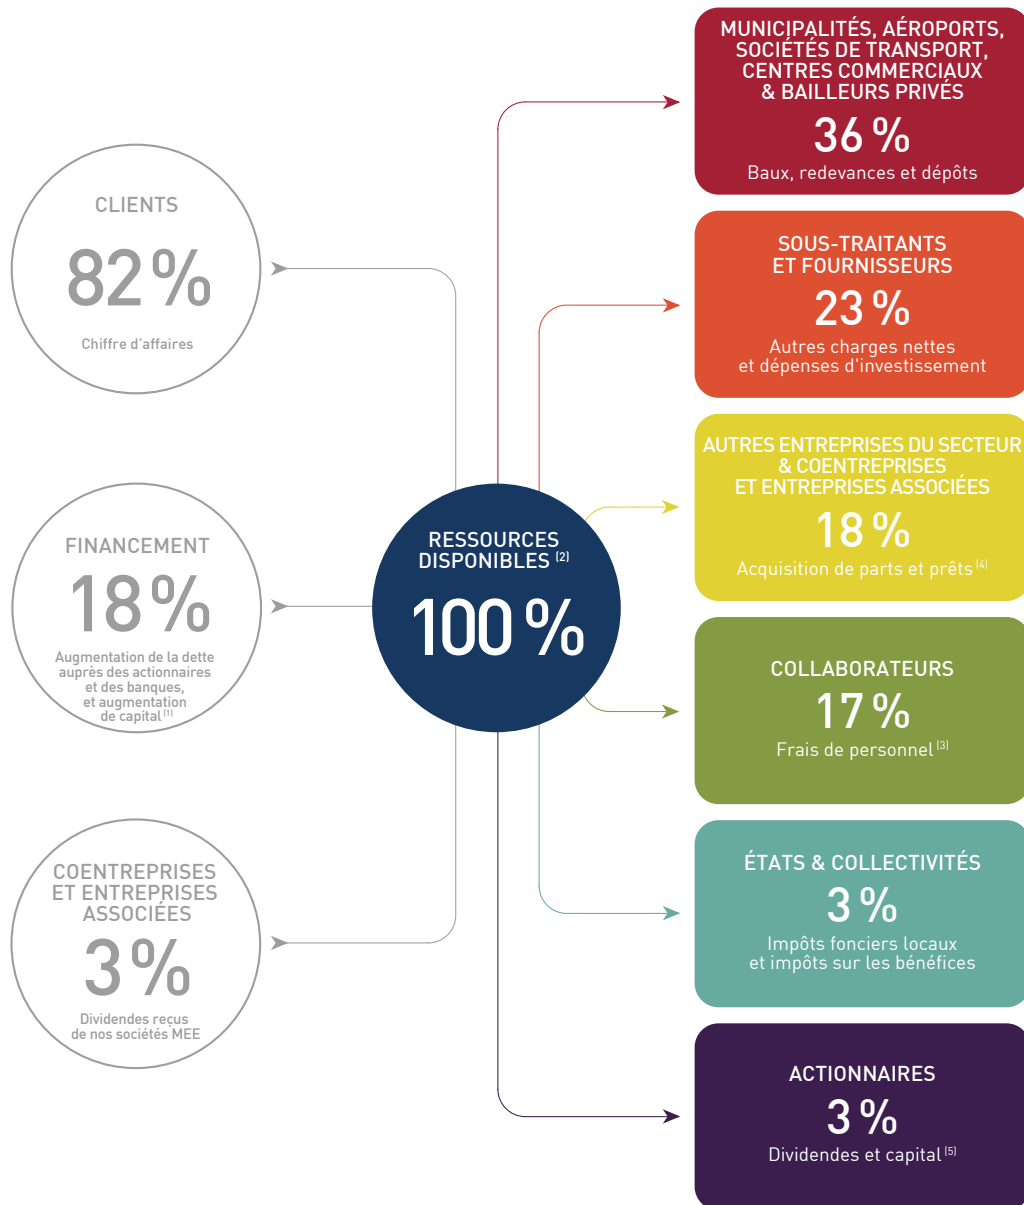 CLIENTS
82 %
Chiffre d'affaires
FINANCEMENT
18 %
Augmentation de la dette
auprès des actionnaires
et des banques,
et augmentation
de capital (1)
COENTREPRISES
ET ENTREPRISES
ASSOCIÉES
3 %
Dividendes reçus
de nos sociétés MEE
RESSOURCES
DISPONIBLES (2)
100 %
MUNICIPALITÉS, AÉROPORTS,
SOCIÉTÉS DE TRANSPORT,
CENTRES COMMERCIAUX
& BAILLEURS PRIVÉS
36 %
Baux, redevances et dépôts
SOUS-TRAITANTS
ET FOURNISSEURS
23 %
Autres charges nettes
et dépenses d'investissement
AUTRES ENTREPRISES DU SECTEUR
& COENTREPRISES
ET ENTREPRISES ASSOCIÉES
18 %
Acquisition de parts et prêts (4)
COLLABORATEURS
17 %
Frais de personnel (3)
ÉTATS & COLLECTIVITÉS
3 %
Impôts fonciers locaux
et impôts sur les bénéfices
ACTIONNAIRES
3 %
Dividendes et capital (5)